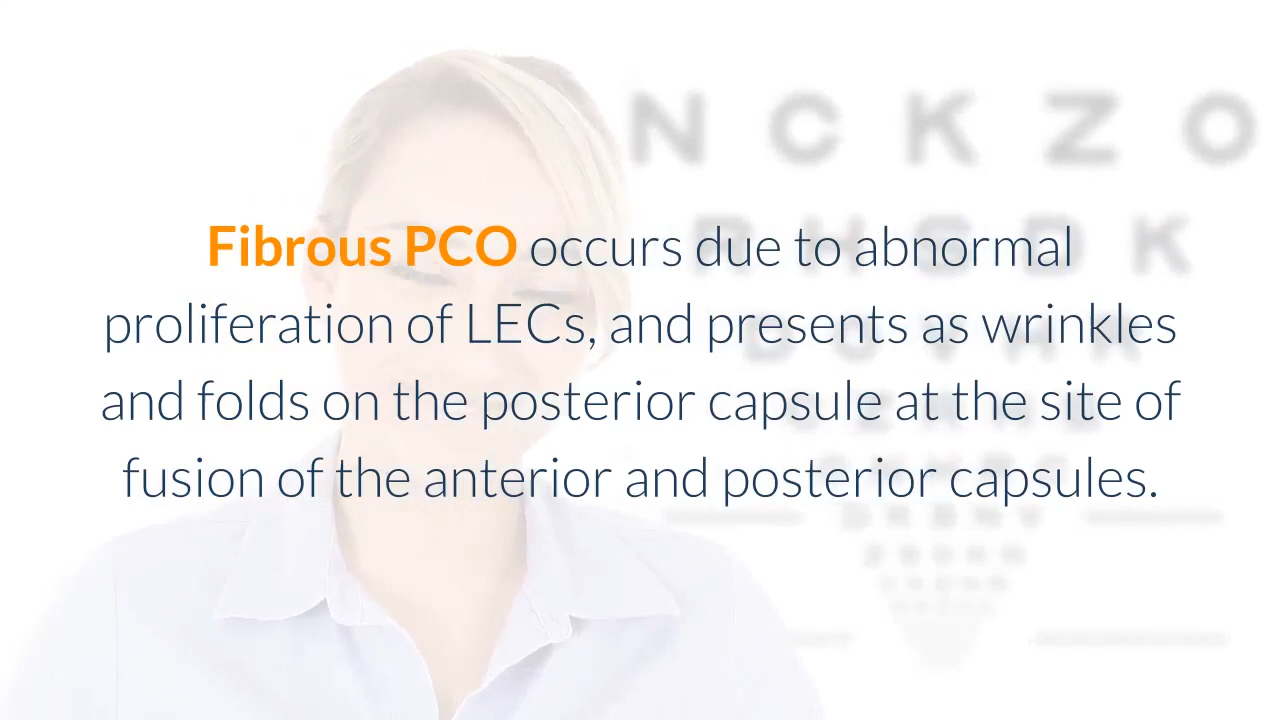 N C K Z O
Fibrous PCO occurs due to abnormal
proliferation of LECs, and presents as wrinkles
and folds on the posterior capsule at the site of
fusion of the anterior and posterior capsules.